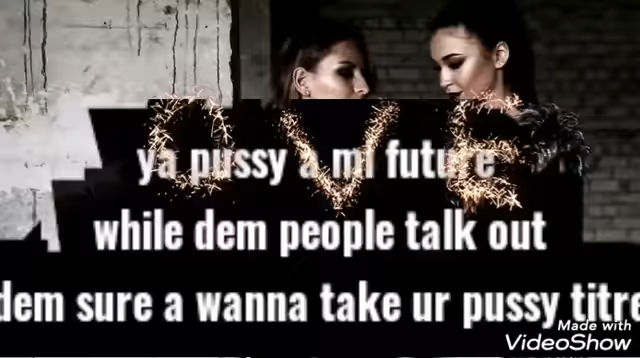 OVE
ya pussy a mi future
while dem people talk out
dem sure a wanna take ur pussy titre
Made with
VideoShow